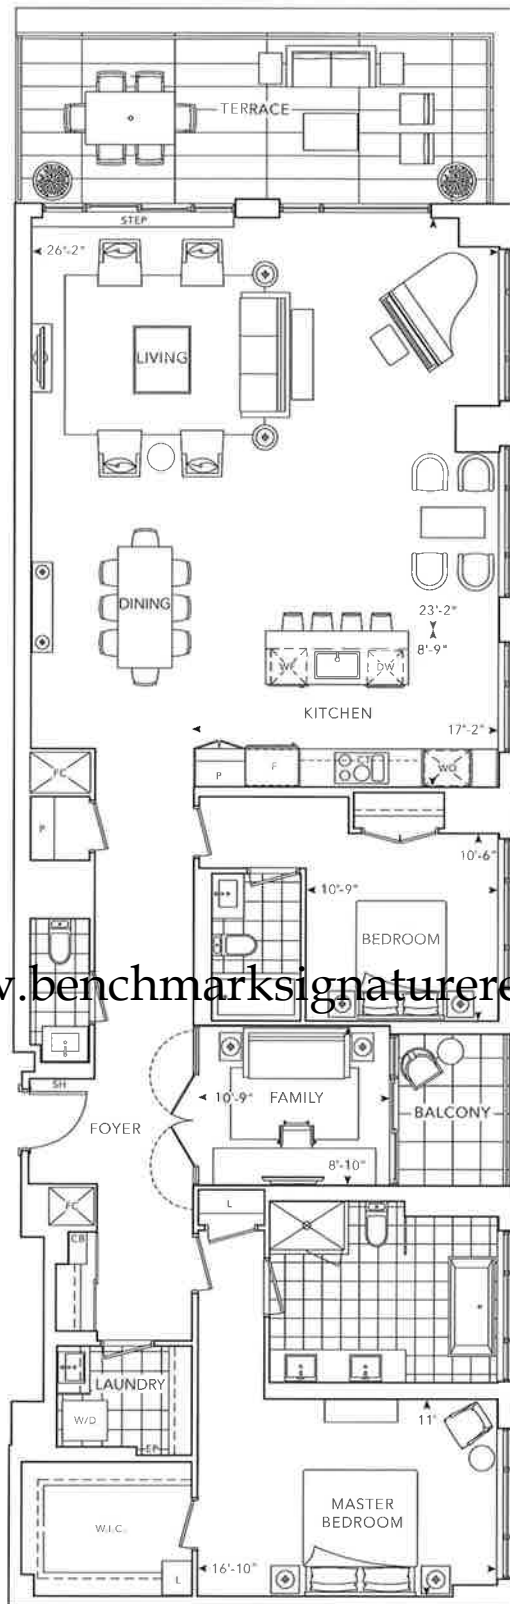 TERRACE
STEP
26'-2"
LIVING
DINING
23'-2"
8'-9"
WF
DW
KITCHEN
17'-2"
FC
P
F
CT
WO
P
10'-6"
10'-9"
BEDROOM
w.benchmarksignaturere
SH
10'-9"
FAMILY
BALCONY
FOYER
8'-10"
FC
L
CB
LAUNDRY
W/D
EP
11'
MASTER
BEDROOM
W.I.C.
16'-10"
L